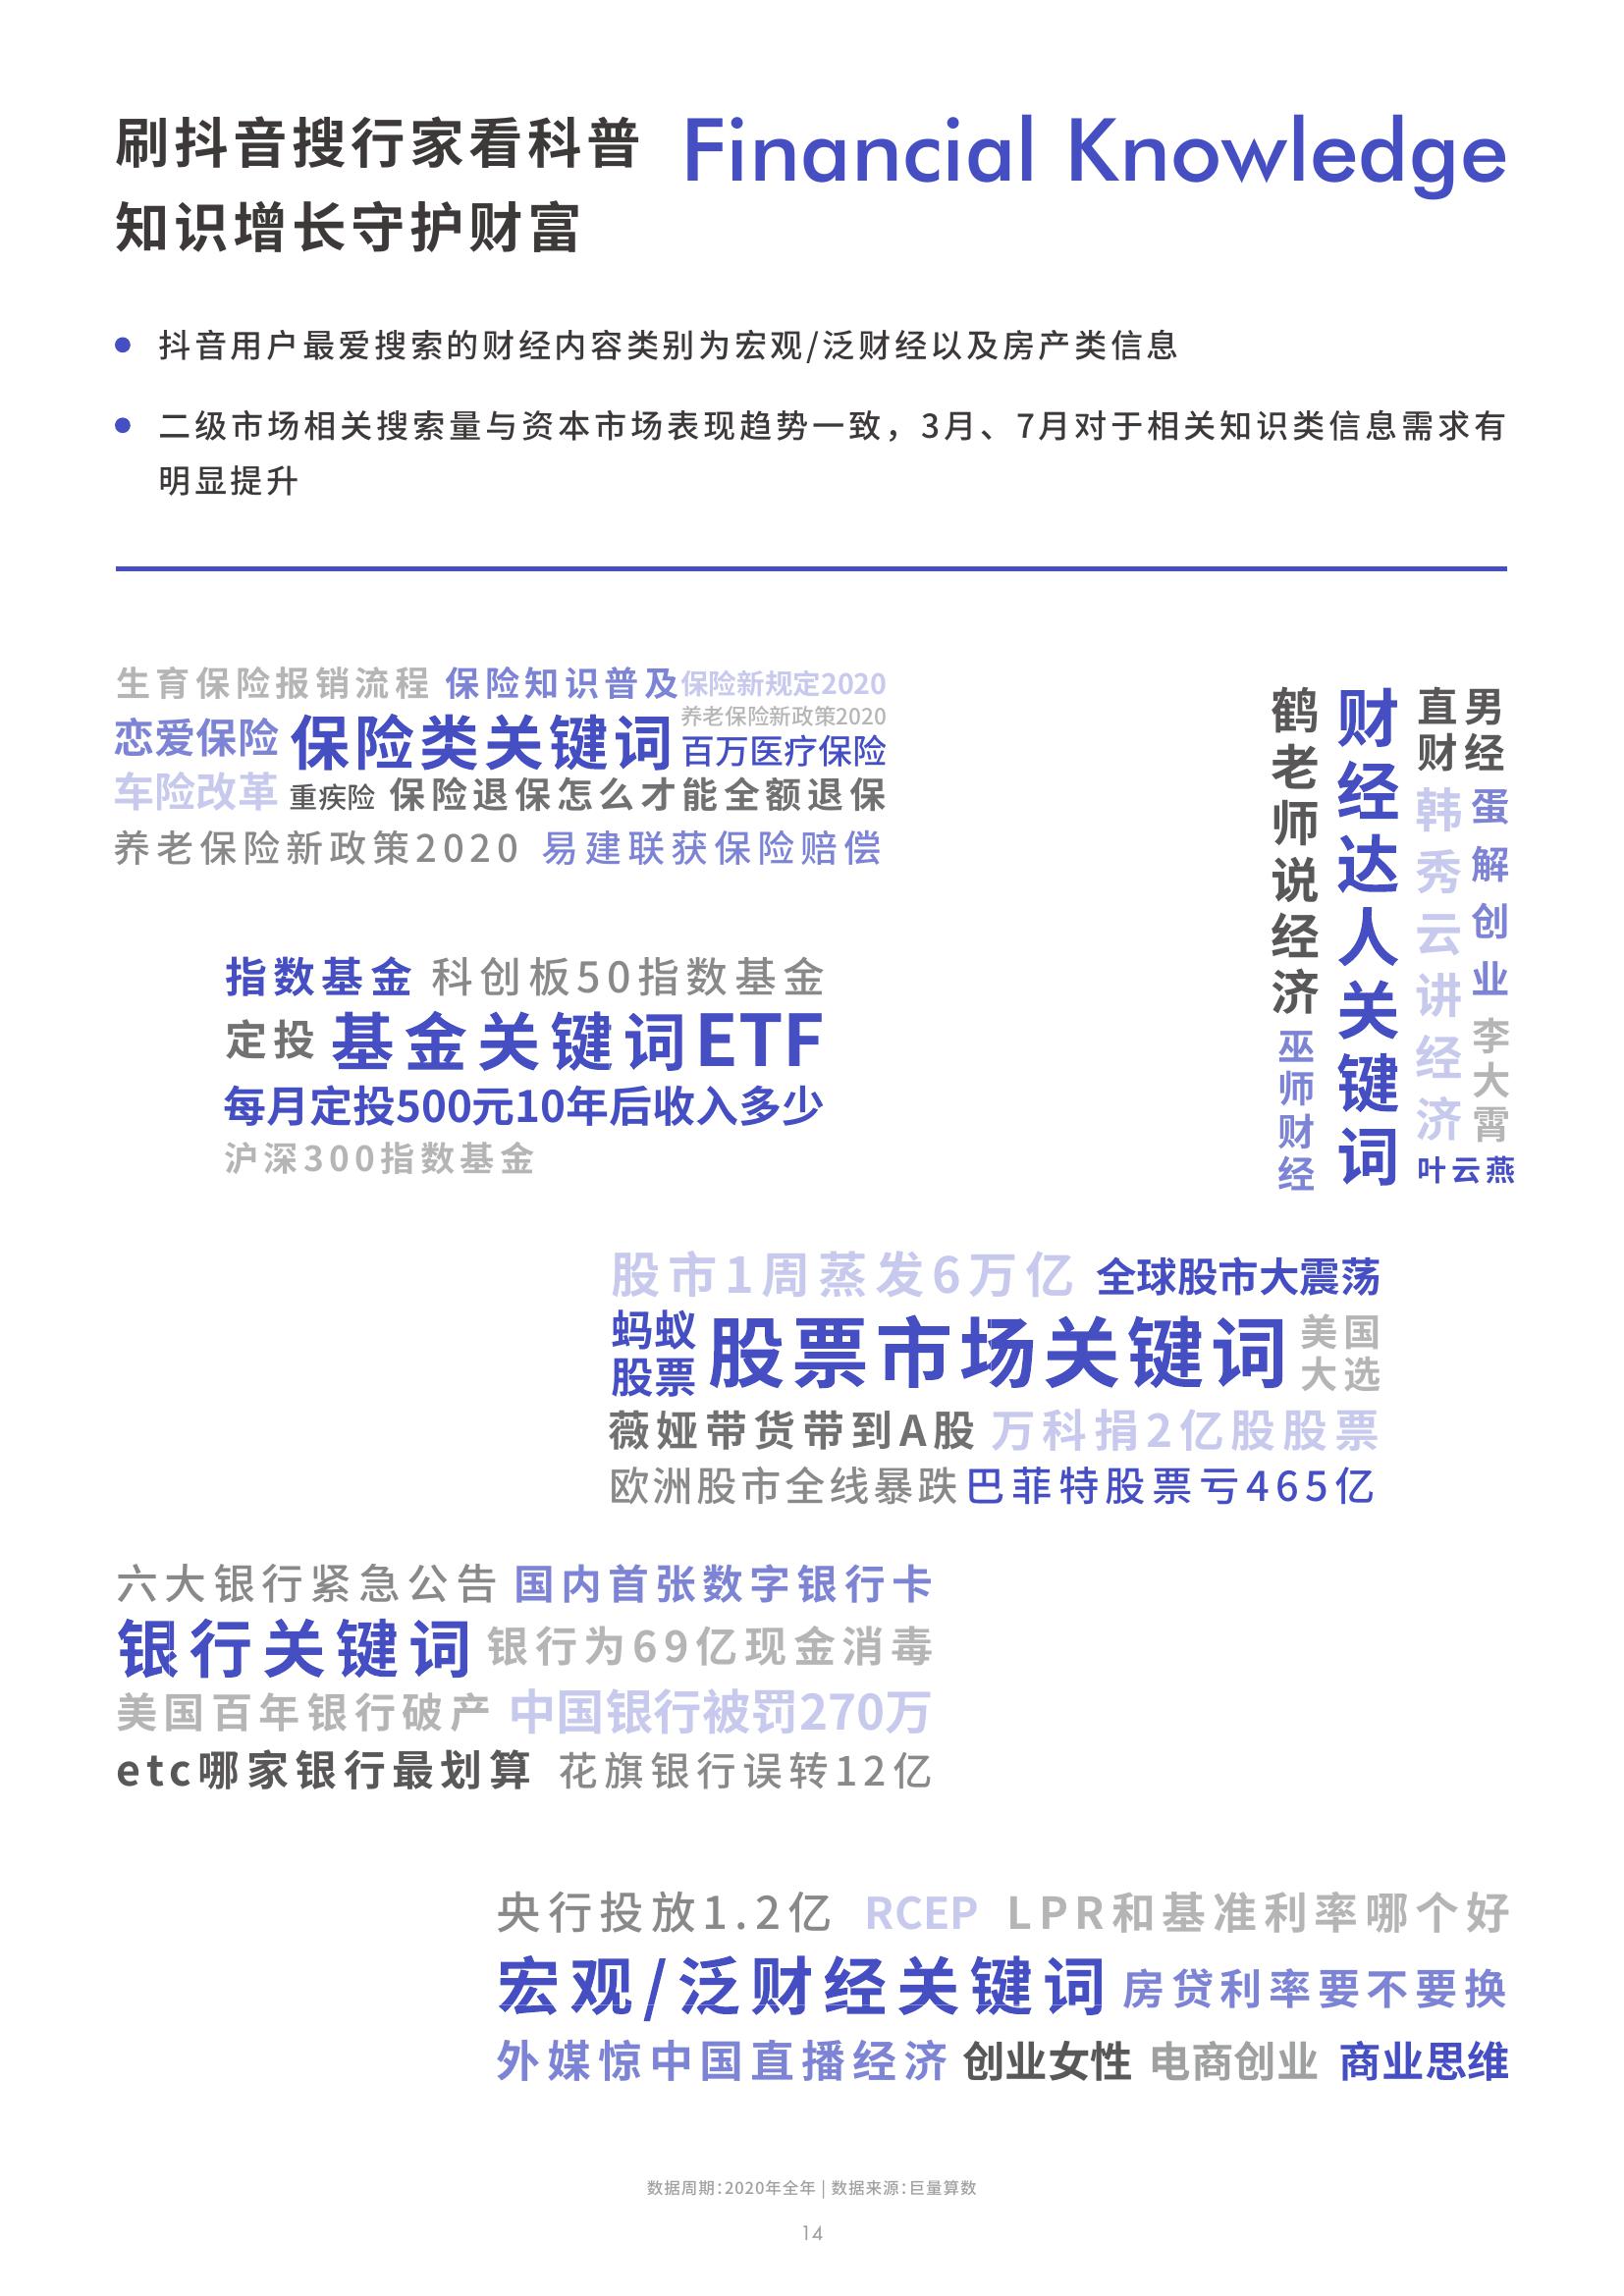 刷抖音搜行家看科普
知识增长守护财富
Financial Knowledge
抖音用户最爱搜索的财经内容类别为宏观/泛财经以及房产类信息
二级市场相关搜索量与资本市场表现趋势一致，3月、7月对于相关知识类信息需求有
明显提升
生育保险报销流程 保险知识普及 保险新规定2020
养老保险新政策2020
恋爱保险 保险类关键词 百万医疗保险
车险改革 重疾险 保险退保怎么才能全额退保
养老保险新政策2020 易建联获保险赔偿
鹤老师说经济
巫师财经
财经达人关键词
直男
财经
韩秀云讲经济
蛋解创业
李大霄
叶云燕
指数基金 科创板50指数基金
定投 基金关键词ETF
每月定投500元10年后收入多少
沪深300指数基金
股市1周蒸发6万亿 全球股市大震荡
蚂蚁
股票
股票市场关键词
美国
大选
薇娅带货带到A股 万科捐2亿股股票
欧洲股市全线暴跌 巴菲特股票亏465亿
六大银行紧急公告 国内首张数字银行卡
银行关键词 银行为69亿现金消毒
美国百年银行破产 中国银行被罚270万
etc哪家银行最划算 花旗银行误转12亿
央行投放1.2亿 RCEP LPR和基准利率哪个好
宏观/泛财经关键词 房贷利率要不要换
外媒惊中国直播经济 创业女性 电商创业 商业思维
数据周期：2020年全年 | 数据来源：巨量算数
14